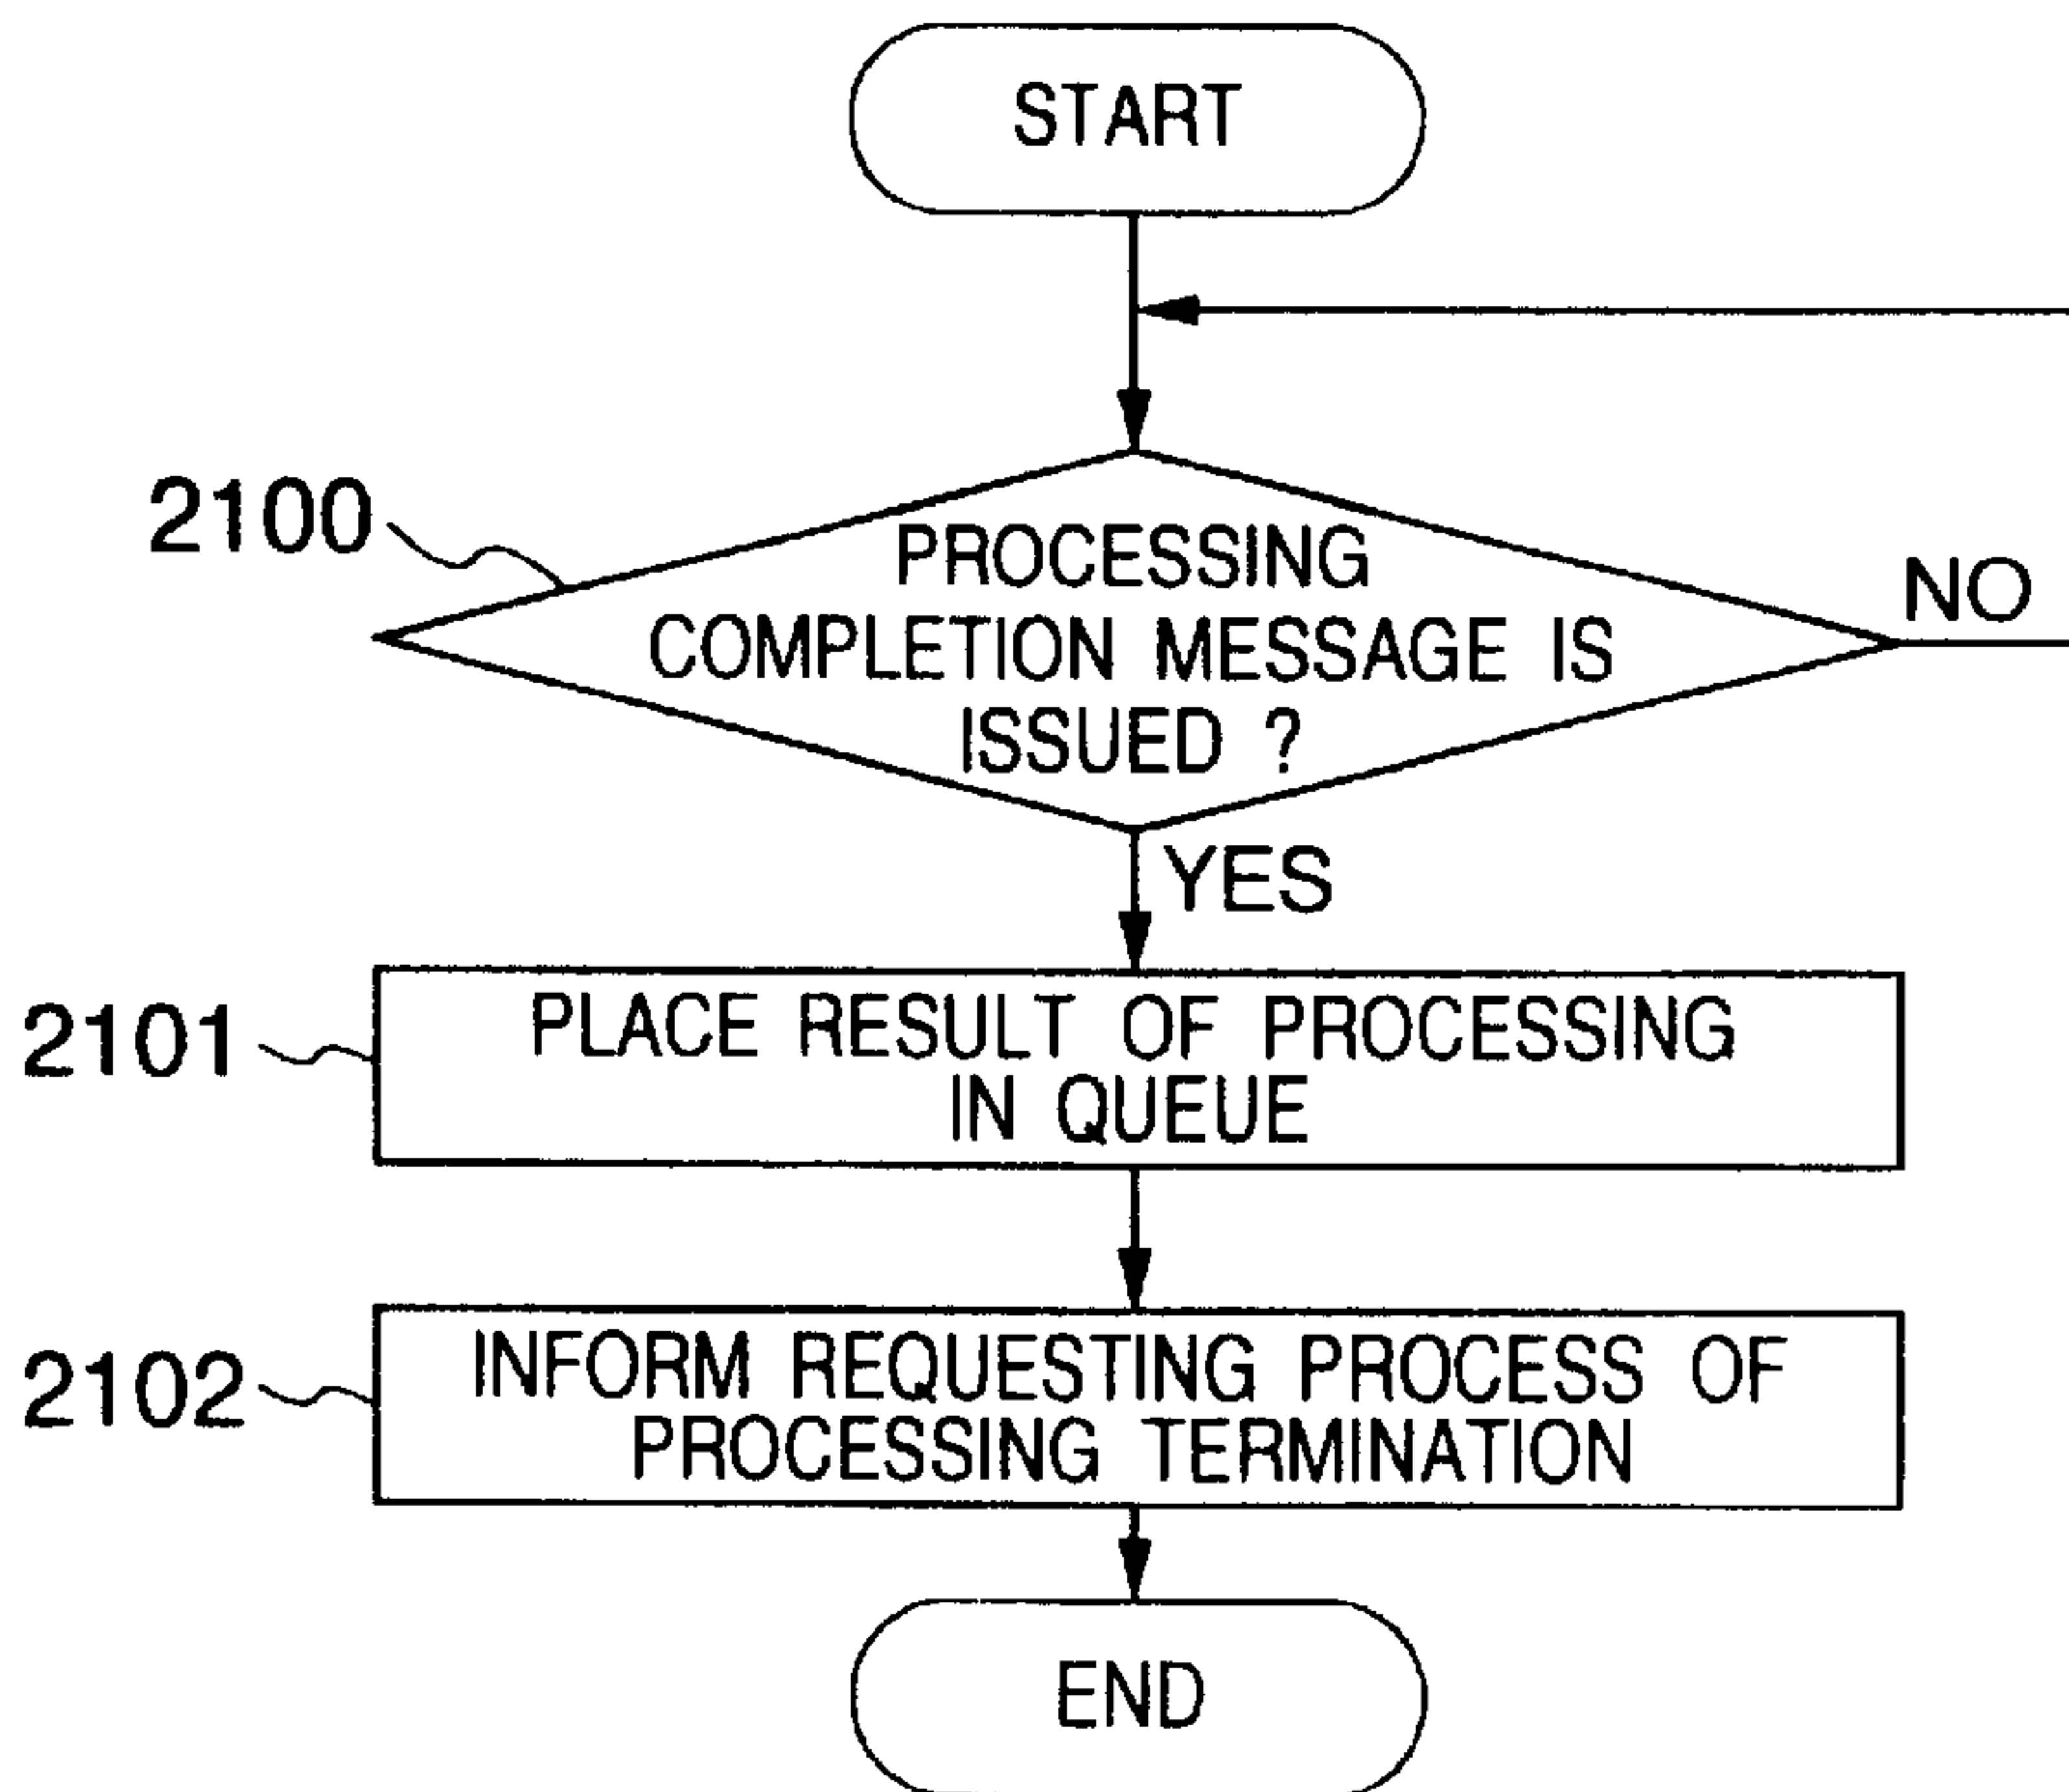 START
2100
PROCESSING
COMPLETION MESSAGE IS
ISSUED ?
NO
YES
2101
PLACE RESULT OF PROCESSING
IN QUEUE
2102
INFORM REQUESTING PROCESS OF
PROCESSING TERMINATION
END